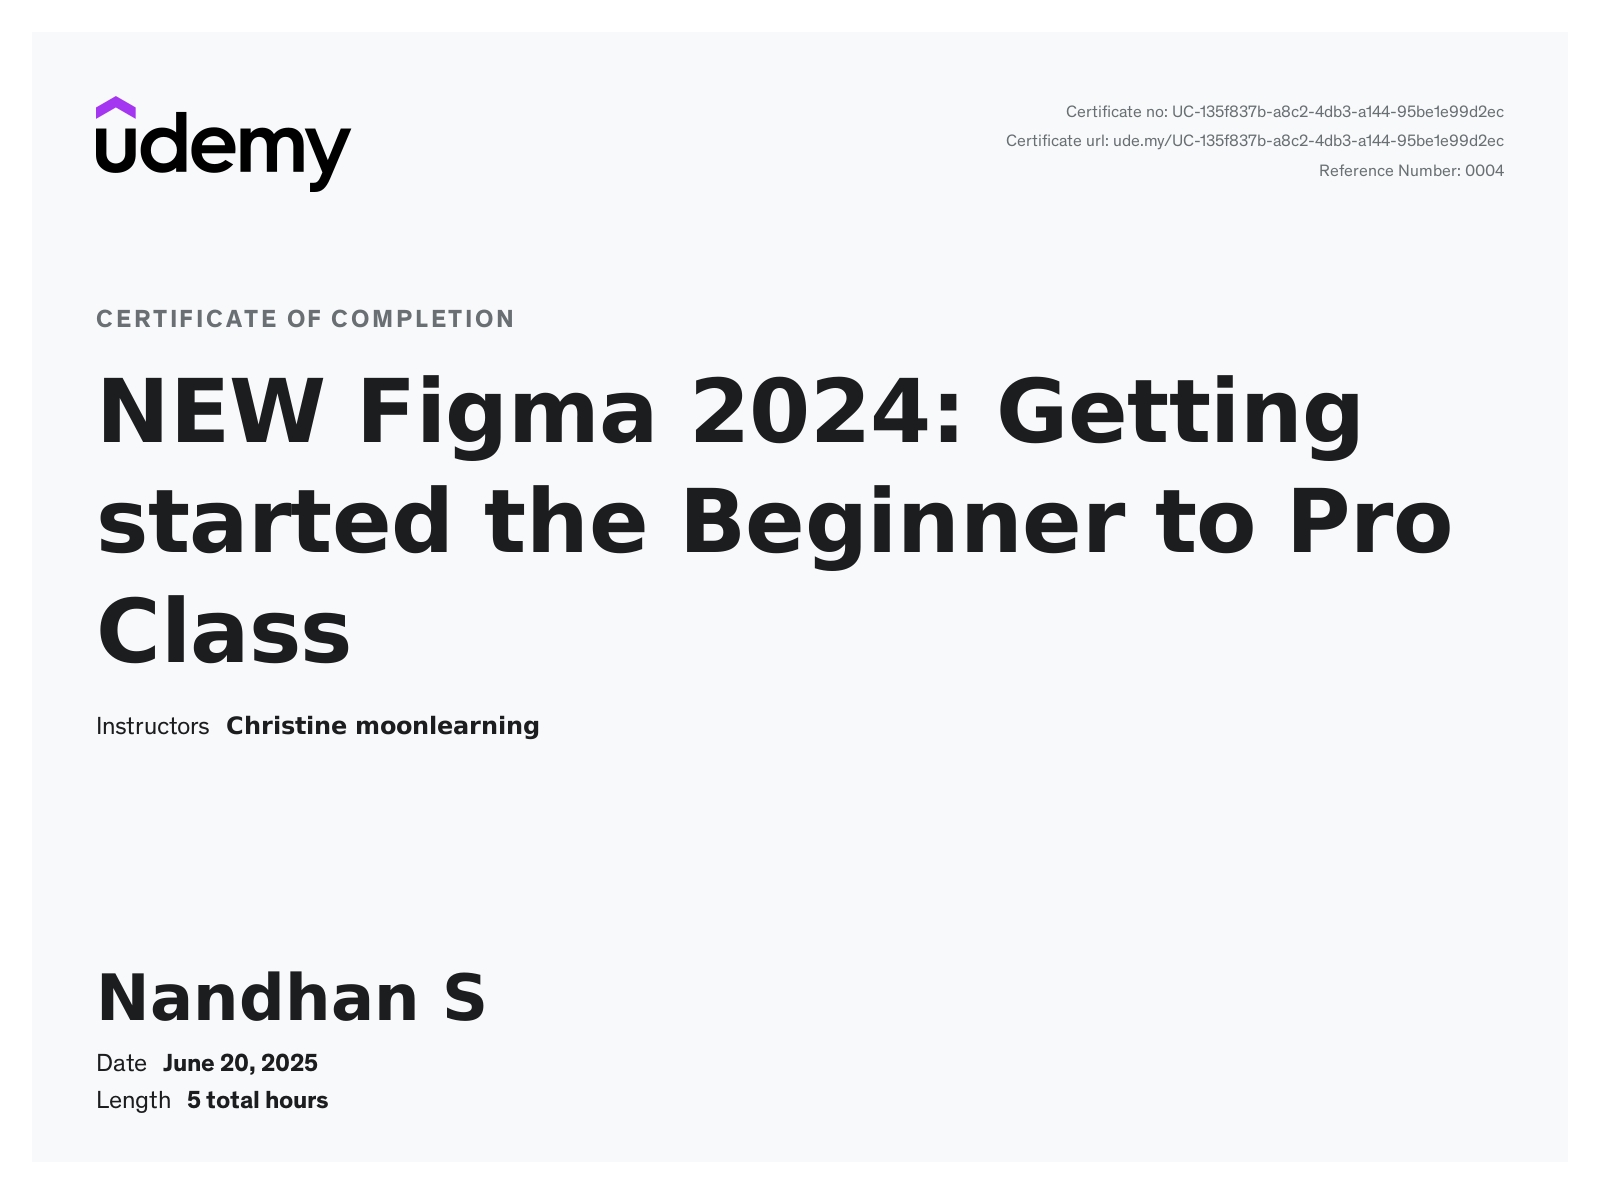 udemy
Certificate no: UC-135f837b-a8c2-4db3-a144-95be1e99d2ec
Certificate url: ude.my/UC-135f837b-a8c2-4db3-a144-95be1e99d2ec
Reference Number: 0004
CERTIFICATE OF COMPLETION
NEW Figma 2024: Getting
started the Beginner to Pro
Class
Instructors Christine moonlearning
Nandhan S
Date June 20, 2025
Length 5 total hours